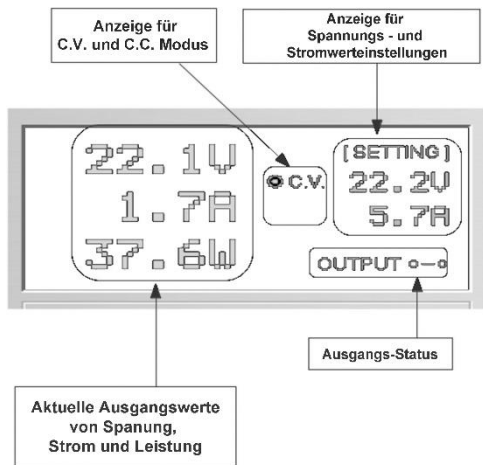 Anzeige für
C.V. und C.C. Modus
Anzeige für
Spannungs - und
Stromwerteinstellungen
22.1V
1.7A
37.6W
C.V.
[SETTING]
22.2V
5.7A
OUTPUT
Ausgangs-Status
Aktuelle Ausgangswerte
von Spanung,
Strom und Leistung